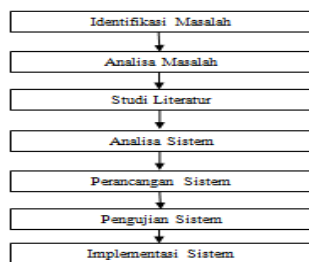 Identifikasi Masalah
Analisa Masalah
Studi Literatur
Analisa Sistem
Perancangan Sistem
Pengujian Sistem
Implementasi Sistem